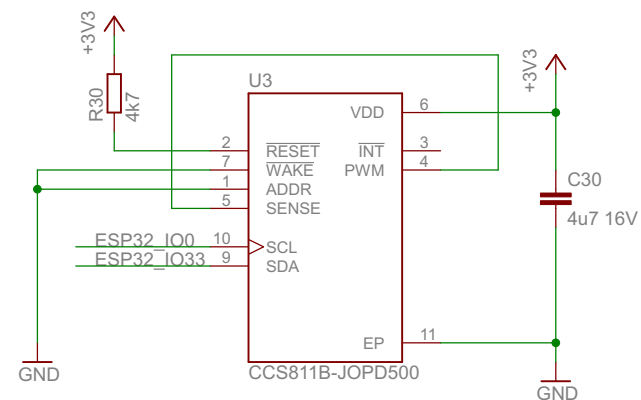 +3V3
R30
4k7
U3
2
7
1
5
10
9
RESET
WAKE
ADDR
SENSE
SCL
SDA
VDD
INT
PWM
EP
6
3
4
11
ESP32_IO0
ESP32_IO33
CCS811B-JOPD500
+3V3
C30
4u7 16V
GND
GND